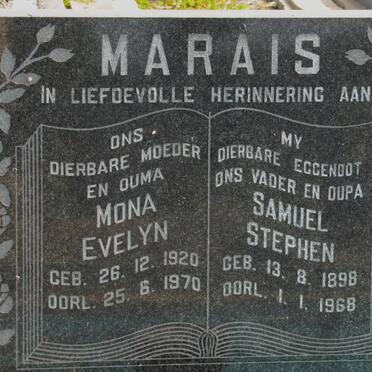 MARAIS
IN LIEFDEVOLLE HERINNERING AAN
ONS
DIERBARE MOEDER
EN OUMA
MONA
EVELYN
GEB. 26. 12. 1920
OORL. 25. 6. 1970
MY
DIERBARE EGGENOOT
ONS VADER EN OUPA
SAMUEL
STEPHEN
GEB. 13. 8. 1898
OORL. 1. 1. 1968